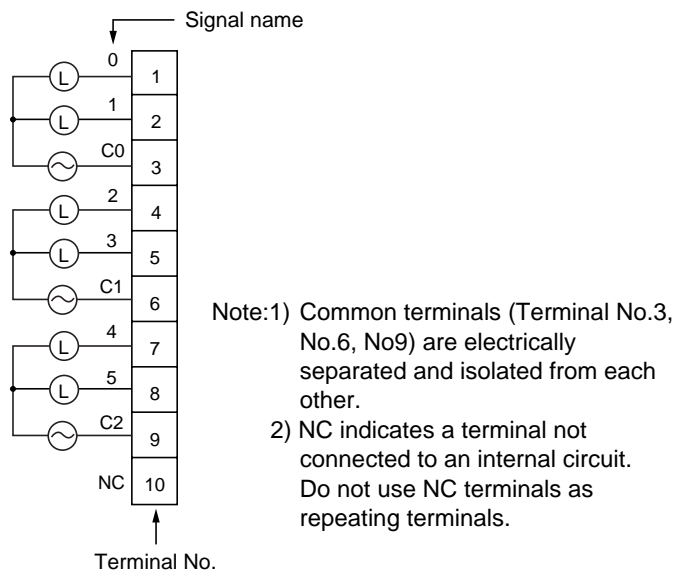 Signal name
0
L
1
1
L
2
C0
3
2
L
4
3
L
5
C1
6
4
L
7
5
L
8
C2
9
NC
10
Terminal No.
Note:1) Common terminals (Terminal No.3,
No.6, No9) are electrically
separated and isolated from each
other.
2) NC indicates a terminal not
connected to an internal circuit.
Do not use NC terminals as
repeating terminals.